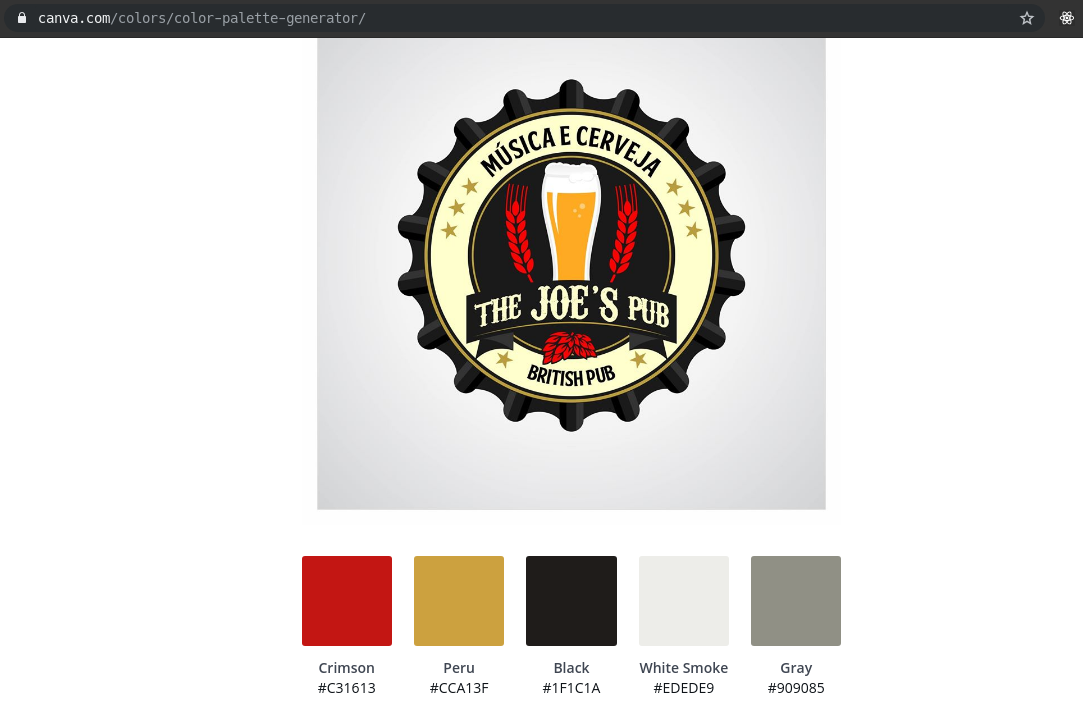 canva.com/colors/color-palette-generator/
MÚSICA E CERVEJA
THE JOE'S PUB
BRITISH PUB
Crimson
#C31613
Peru
#CCA13F
Black
#1F1C1A
White Smoke
#EDEDE9
Gray
#909085